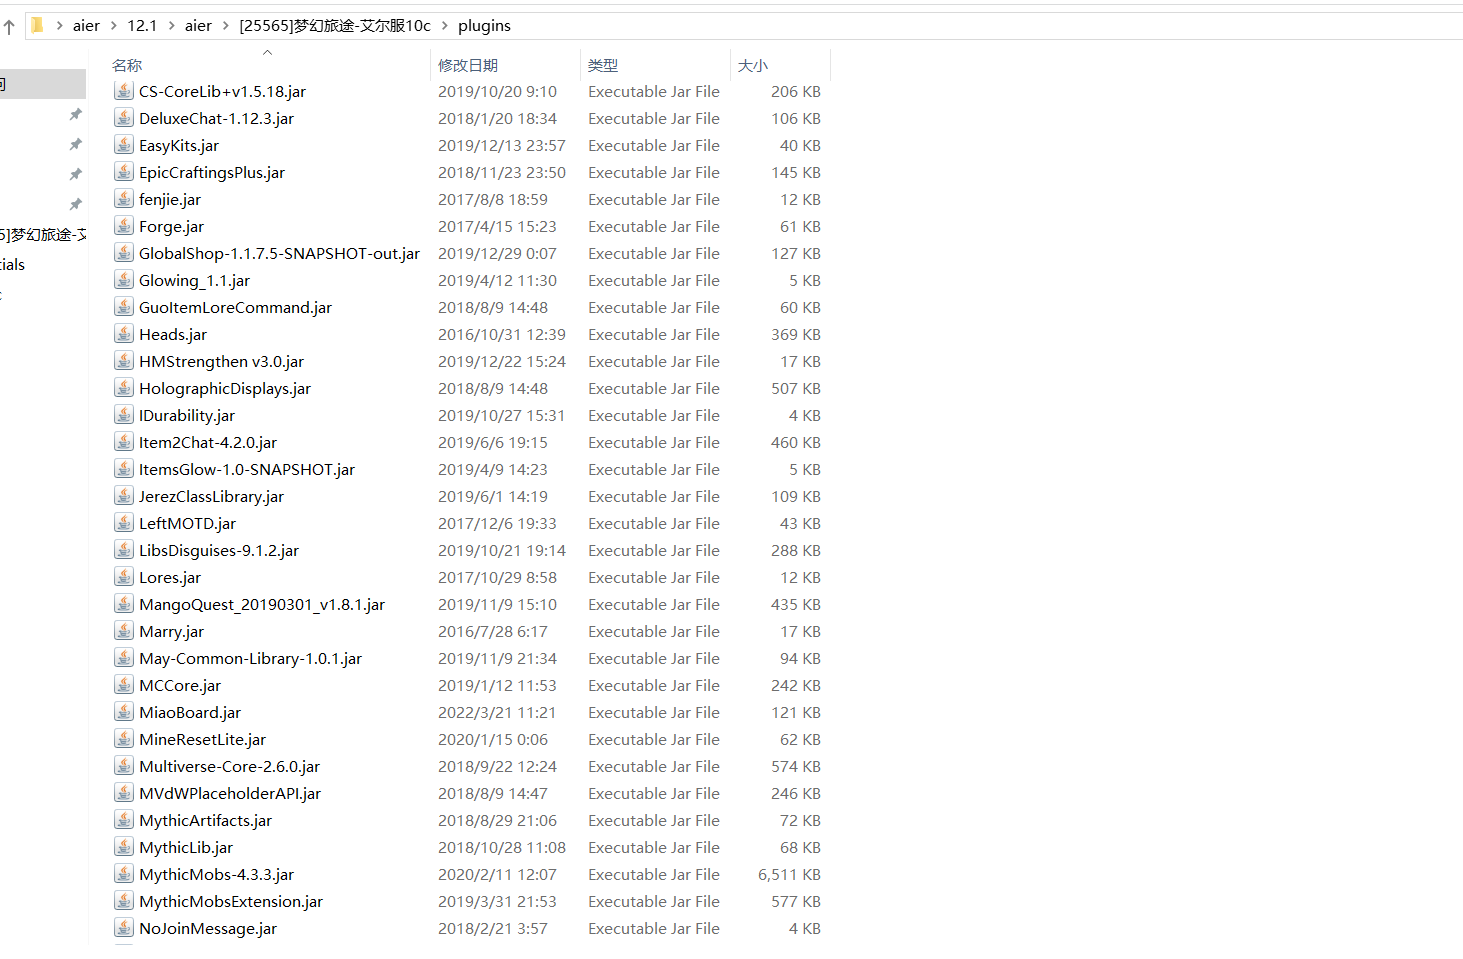 aier > 12.1 > aier > [25565]梦幻旅途-艾尔服10c > plugins
名称 修改日期 类型 大小
CS-CoreLib+v1.5.18.jar 2019/10/20 9:10 Executable Jar File 206 KB
DeluxeChat-1.12.3.jar 2018/1/20 18:34 Executable Jar File 106 KB
EasyKits.jar 2019/12/13 23:57 Executable Jar File 40 KB
EpicCraftingsPlus.jar 2018/11/23 23:50 Executable Jar File 145 KB
fenjie.jar 2017/8/8 18:59 Executable Jar File 12 KB
Forge.jar 2017/4/15 15:23 Executable Jar File 61 KB
5]梦幻旅途-艾
GlobalShop-1.1.7.5-SNAPSHOT-out.jar 2019/12/29 0:07 Executable Jar File 127 KB
tials
Glowing_1.1.jar 2019/4/12 11:30 Executable Jar File 5 KB
GuoItemLoreCommand.jar 2018/8/9 14:48 Executable Jar File 60 KB
Heads.jar 2016/10/31 12:39 Executable Jar File 369 KB
HMStrengthen v3.0.jar 2019/12/22 15:24 Executable Jar File 17 KB
HolographicDisplays.jar 2018/8/9 14:48 Executable Jar File 507 KB
IDurability.jar 2019/10/27 15:31 Executable Jar File 4 KB
Item2Chat-4.2.0.jar 2019/6/6 19:15 Executable Jar File 460 KB
ItemsGlow-1.0-SNAPSHOT.jar 2019/4/9 14:23 Executable Jar File 5 KB
JerezClassLibrary.jar 2019/6/1 14:19 Executable Jar File 109 KB
LeftMOTD.jar 2017/12/6 19:33 Executable Jar File 43 KB
LibsDisguises-9.1.2.jar 2019/10/21 19:14 Executable Jar File 288 KB
Lores.jar 2017/10/29 8:58 Executable Jar File 12 KB
MangoQuest_20190301_v1.8.1.jar 2019/11/9 15:10 Executable Jar File 435 KB
Marry.jar 2016/7/28 6:17 Executable Jar File 17 KB
May-Common-Library-1.0.1.jar 2019/11/9 21:34 Executable Jar File 94 KB
MCCore.jar 2019/1/12 11:53 Executable Jar File 242 KB
MiaoBoard.jar 2022/3/21 11:21 Executable Jar File 121 KB
MineResetLite.jar 2020/1/15 0:06 Executable Jar File 62 KB
Multiverse-Core-2.6.0.jar 2018/9/22 12:24 Executable Jar File 574 KB
MVdWPlaceholderAPI.jar 2018/8/9 14:47 Executable Jar File 246 KB
MythicArtifacts.jar 2018/8/29 21:06 Executable Jar File 72 KB
MythicLib.jar 2018/10/28 11:08 Executable Jar File 68 KB
MythicMobs-4.3.3.jar 2020/2/11 12:07 Executable Jar File 6,511 KB
MythicMobsExtension.jar 2019/3/31 21:53 Executable Jar File 577 KB
NoJoinMessage.jar 2018/2/21 3:57 Executable Jar File 4 KB